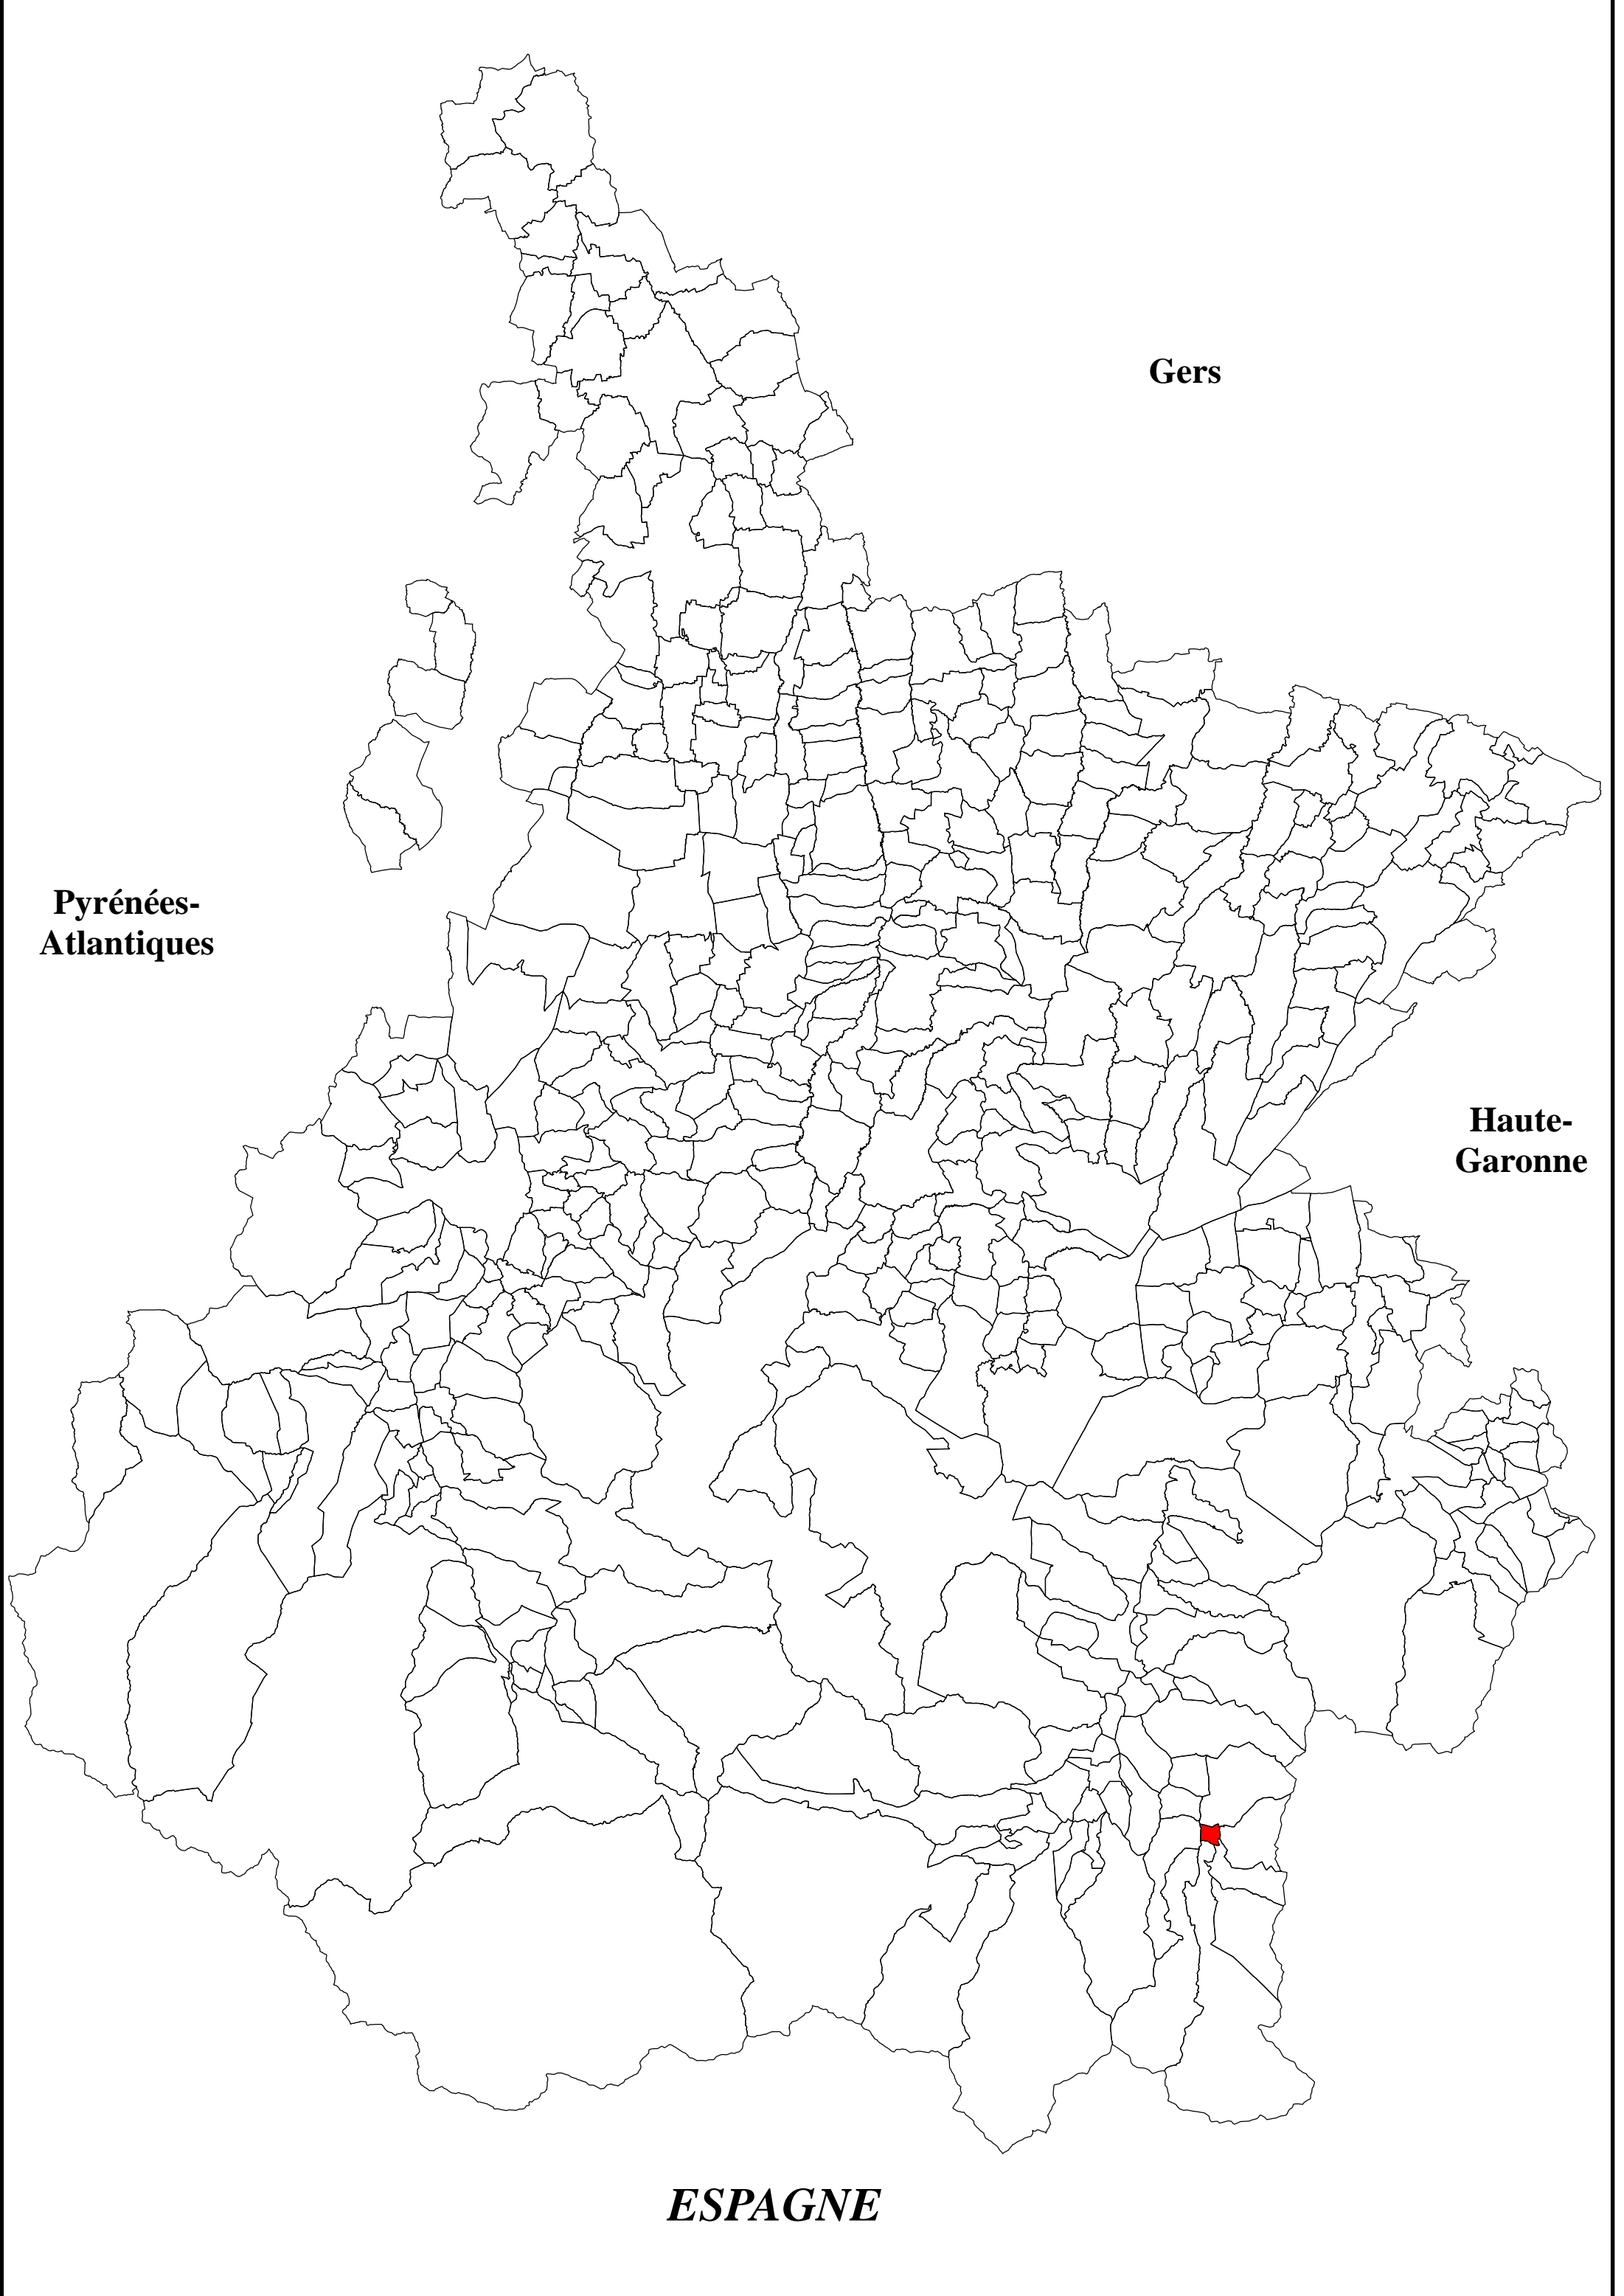 Gers
Pyrénées-
Atlantiques
Haute-
Garonne
ESPAGNE